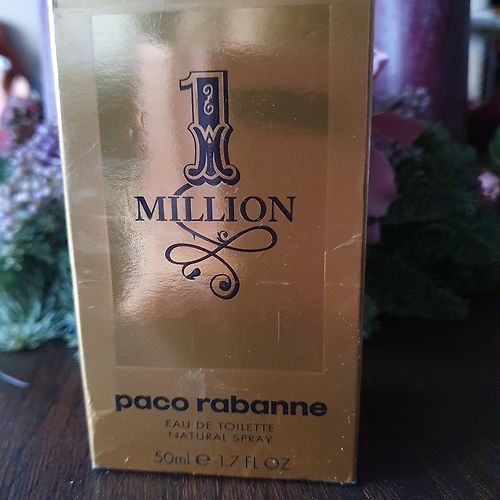 1
MILLION
paco rabanne
EAU DE TOILETTE
NATURAL SPRAY
50ml e 1.7 FL OZ